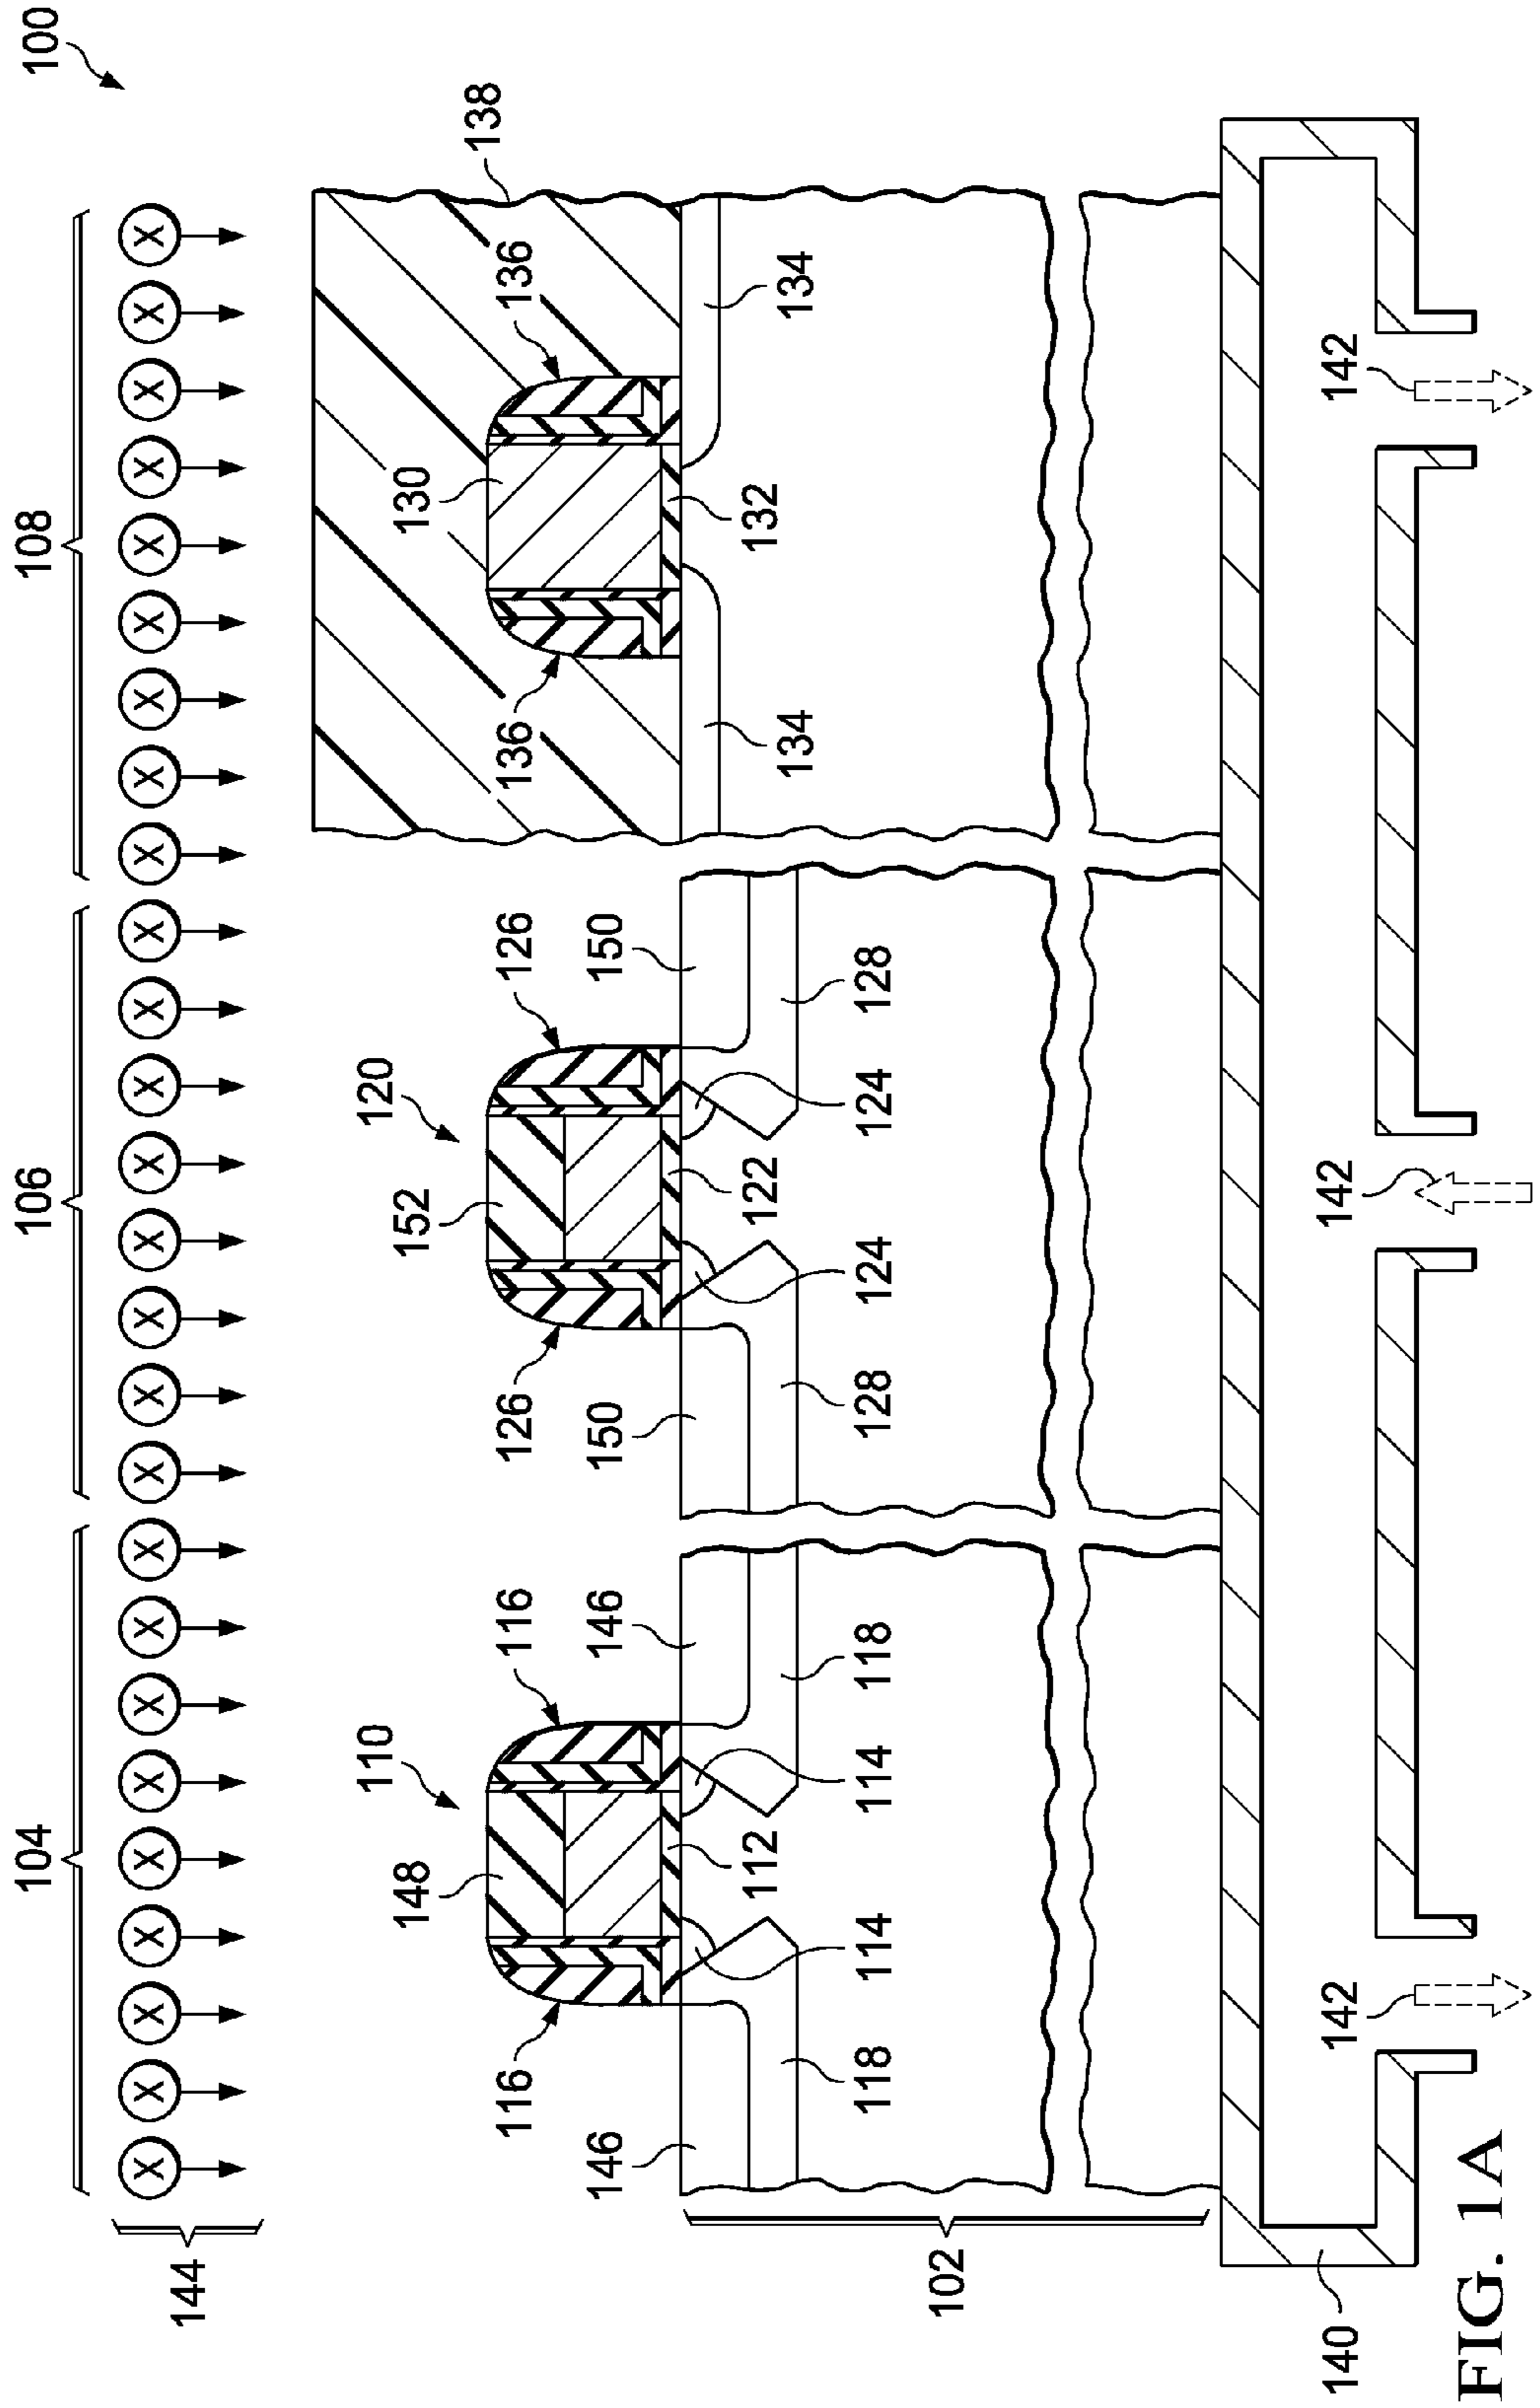 104 106 108 100
X X X X X X X X X X X X X X X X X X X X X X X X X X
144
110 120
148 152 130
138
116 116 126 126 136 136
146 146 150 150
112 122 132
134 134
118 114 114 118 128 124 124 128
102
140 142 142 142
FIG. 1A